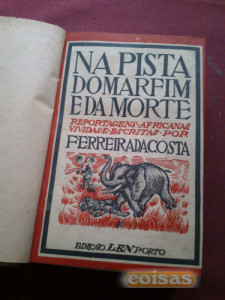 NA PISTA
DO MARFIM
E DA MORTE
REPORTAGENS AFRICANAS
VIVIDAS E ESCRITAS POR
FERREIRA DA COSTA
EDIÇÃO LEN PORTO
coisas